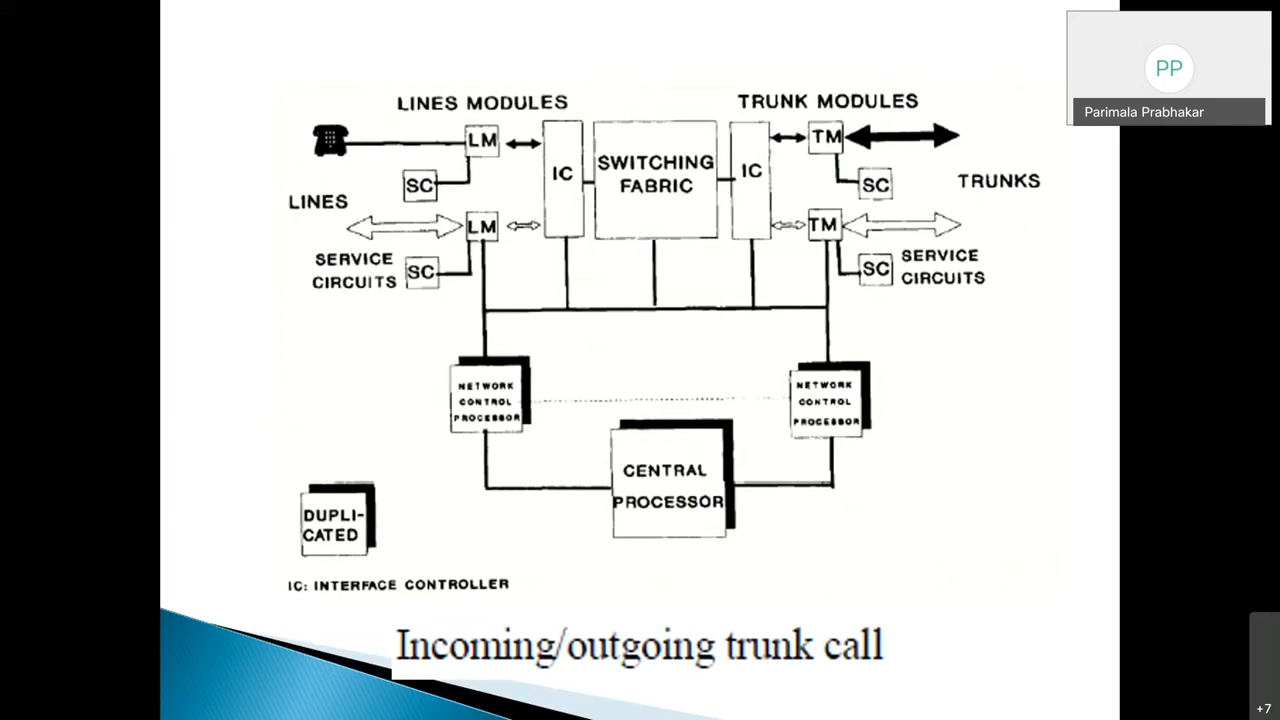 PP
Parimala Prabhakar
LINES MODULES
TRUNK MODULES
LM
IC
SWITCHING
FABRIC
IC
TM
SC
SC
TRUNKS
LINES
LM
TM
SERVICE
CIRCUITS
SC
SC
SERVICE
CIRCUITS
NETWORK
CONTROL
PROCESSOR
NETWORK
CONTROL
PROCESSOR
CENTRAL
PROCESSOR
DUPLI-
CATED
IC: INTERFACE CONTROLLER
Incoming/outgoing trunk call
+7